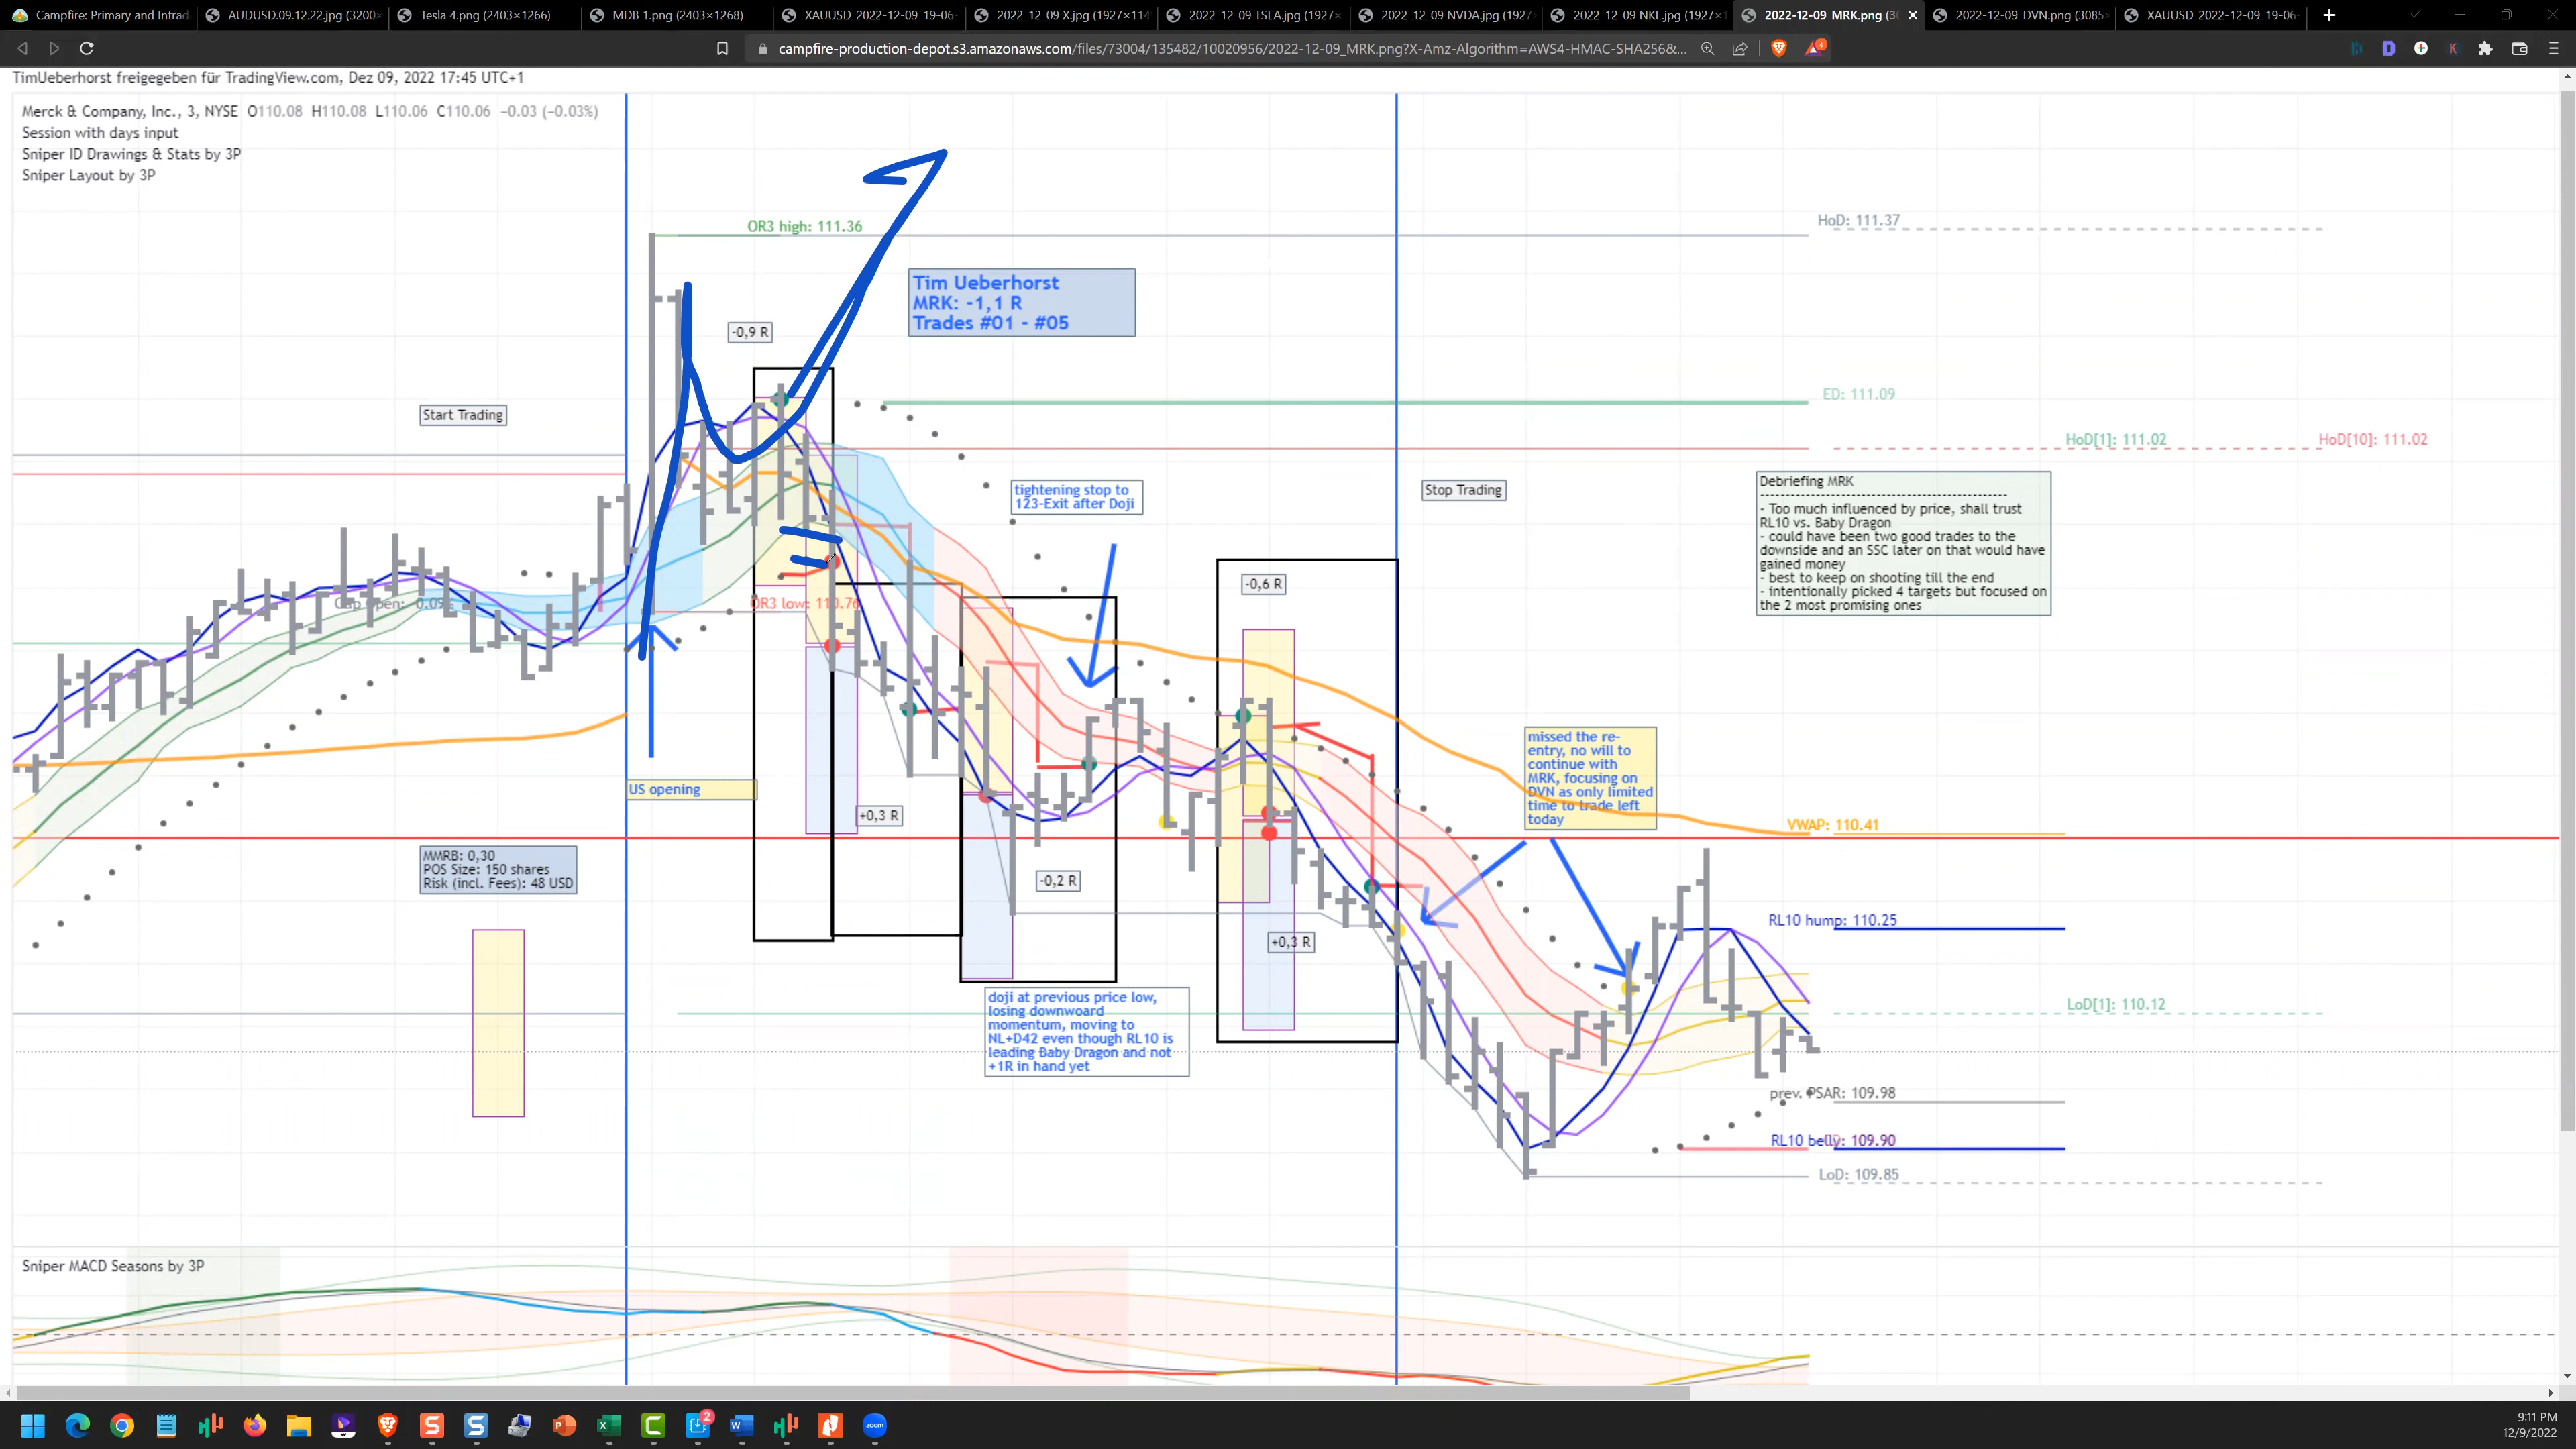 Campfire: Primary and Intrad
AUDUSD.09.12.22.jpg (3200×
Tesla 4.png (2403×1266)
MDB 1.png (2403×1268)
XAUUSD_2022-12-09_19-06-
2022-12_09 X.jpg (1927×114
2022_12_09 TSLA.jpg (1927×
2022_12_09 NVDA.jpg (1927
2022_12_09 NKE.jpg (1927×1
2022-12-09_MRK.png (30
2022-12-09_DVN.png (3085
XAUUSD_2022-12-09_19-06-
campfire-production-depot.s3.amazonaws.com/files/73004/135482/10020956/2022-12-09_MRK.png?X-Amz-Algorithm=AWS4-HMAC-SHA256&...
TimUeberhorst freigegeben für TradingView.com, Dez 09, 2022 17:45 UTC+1
Merck & Company, Inc., 3, NYSE O110.08 H110.08 L110.06 C110.06 −0.03 (−0.03%)
Session with days input
Sniper ID Drawings & Stats by 3P
Sniper Layout by 3P
OR3 high: 111.36
HoD: 111.37
Tim Ueberhorst
MRK: -1,1 R
Trades #01 - #05
-0,9 R
ED: 111.09
Start Trading
HoD[1]: 111.02
HoD[10]: 111.02
tightening stop to
123-Exit after Doji
Stop Trading
Debriefing MRK
- Too much influenced by price, shall trust
RL10 vs. Baby Dragon
- could have been two good trades to the
downside and an SSC later on that would have
gained money
- best to keep on shooting till the end
- intentionally picked 4 targets but focused on
the 2 most promising ones
-0,6 R
Gap Open: 0.09%
OR3 low: 110.76
missed the re-
entry, no will to
continue with
MRK, focusing on
DVN as only limited
time to trade left
today
US opening
+0,3 R
VWAP: 110.41
MMRB: 0,30
POS Size: 150 shares
Risk (incl. Fees): 48 USD
-0,2 R
RL10 hump: 110.25
+0,3 R
doji at previous price low,
losing downwoard
momentum, moving to
NL+D42 even though RL10 is
leading Baby Dragon and not
+1R in hand yet
LoD[1]: 110.12
prev. PSAR: 109.98
RL10 belly: 109.90
LoD: 109.85
Sniper MACD Seasons by 3P
9:11 PM
12/9/2022